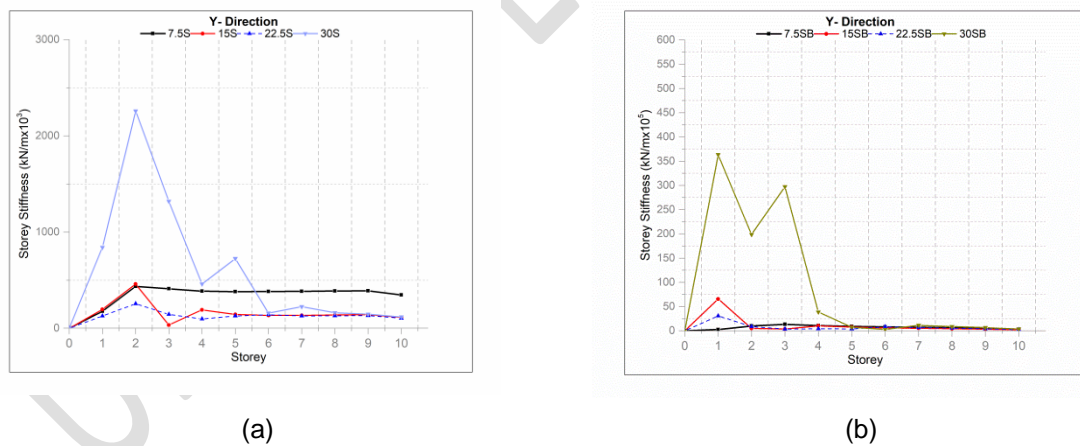 Y- Direction
7.5S 15S 22.5S 30S
3000
2000
1000
0
Storey Stiffness (kN/mx10³)
0 1 2 3 4 5 6 7 8 9 10
Storey
(a)
Y- Direction
7.5SB 15SB 22.5SB 30SB
600
550
500
450
400
350
300
250
200
150
100
50
0
Storey Stiffness (kN/mx10⁵)
0 1 2 3 4 5 6 7 8 9 10
Storey
(b)